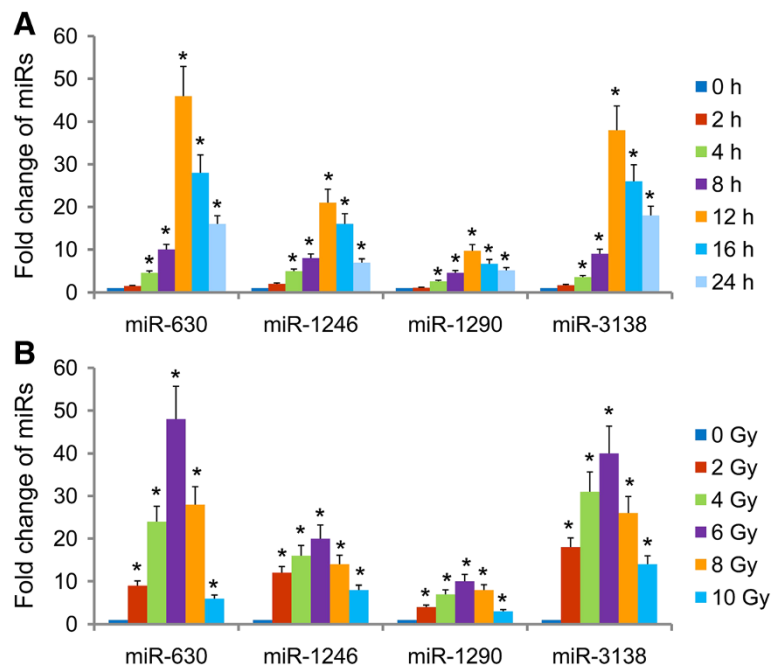 A
Fold change of miRs
60
50
40
30
20
10
0
* * * * *
* * * * *
* * * * *
* * * * *
miR-630 miR-1246 miR-1290 miR-3138
0 h
2 h
4 h
8 h
12 h
16 h
24 h
B
Fold change of miRs
60
50
40
30
20
10
0
* * * * *
* * * * *
* * * * *
* * * * *
miR-630 miR-1246 miR-1290 miR-3138
0 Gy
2 Gy
4 Gy
6 Gy
8 Gy
10 Gy